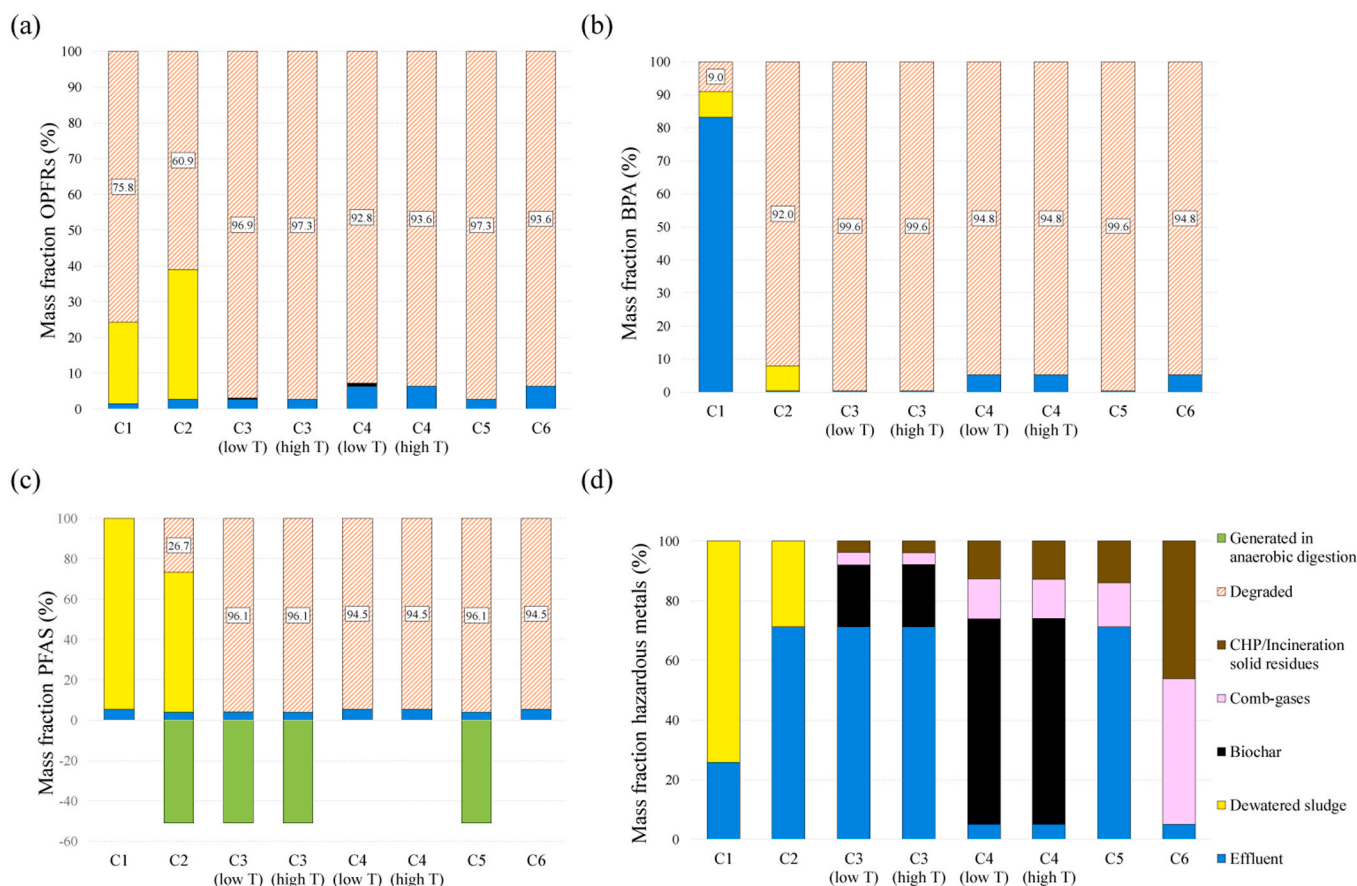 (a)
Mass fraction OPFRs (%)
100
90
80
70
60
50
40
30
20
10
0
75.8
60.9
96.9
97.3
92.8
93.6
97.3
93.6
C1 C2 C3 C3 C4 C4 C5 C6
(low T) (high T) (low T) (high T)
(b)
Mass fraction BPA (%)
100
90
80
70
60
50
40
30
20
10
0
9.0
92.0
99.6
99.6
94.8
94.8
99.6
94.8
C1 C2 C3 C3 C4 C4 C5 C6
(low T) (high T) (low T) (high T)
(c)
Mass fraction PFAS (%)
100
80
60
40
20
0
-20
-40
-60
26.7
96.1
96.1
94.5
94.5
96.1
94.5
C1 C2 C3 C3 C4 C4 C5 C6
(low T) (high T) (low T) (high T)
(d)
Mass fraction hazardous metals (%)
100
80
60
40
20
0
C1 C2 C3 C3 C4 C4 C5 C6
(low T) (high T) (low T) (high T)
Generated in
anaerobic digestion
Degraded
CHP/Incineration
solid residues
Comb-gases
Biochar
Dewatered sludge
Effluent